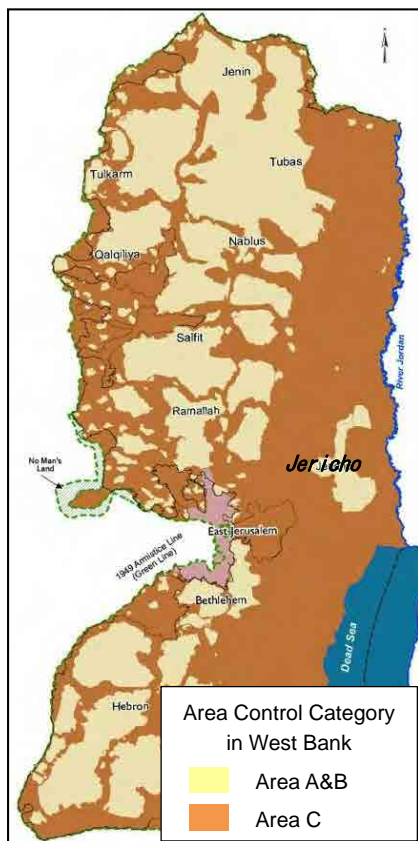 Jenin
Tubas
Tulkarm
Nablus
Qalqiliya
Salfit
River Jordan
Ramallah
No Man's
Land
Jericho
East Jerusalem
1949 Armistice Line
(Green Line)
Bethlehem
Dead Sea
Hebron
Area Control Category
in West Bank
Area A&B
Area C